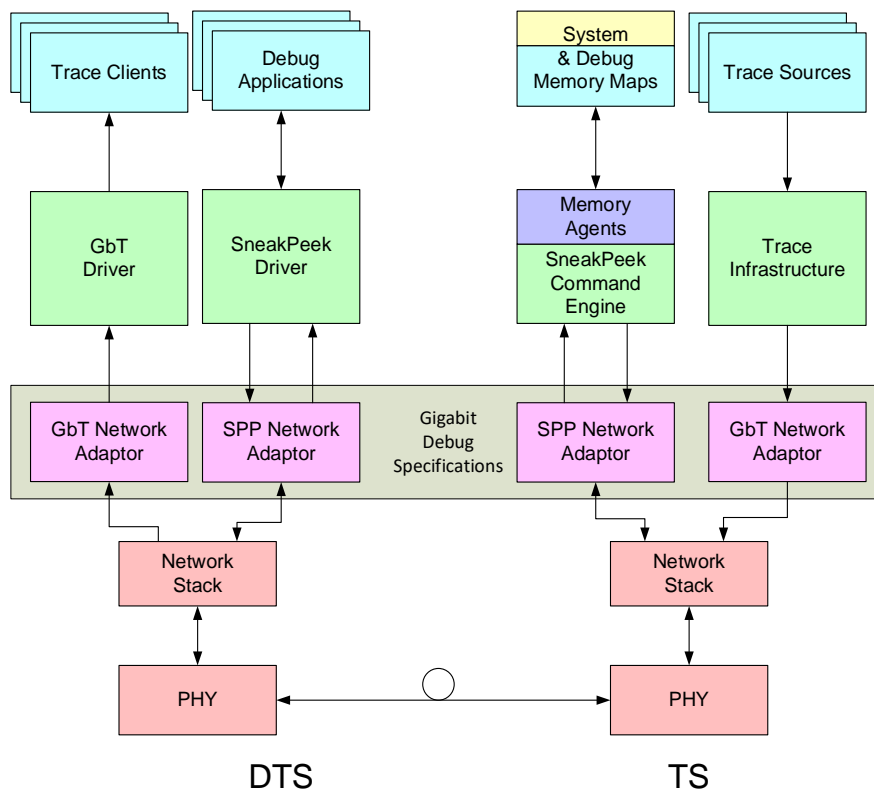 Trace Clients
Debug
Applications
System
& Debug
Memory Maps
Trace Sources
GbT
Driver
SneakPeek
Driver
Memory
Agents
SneakPeek
Command
Engine
Trace
Infrastructure
GbT Network
Adaptor
SPP Network
Adaptor
Gigabit
Debug
Specifications
SPP Network
Adaptor
GbT Network
Adaptor
Network
Stack
Network
Stack
PHY
PHY
DTS
TS